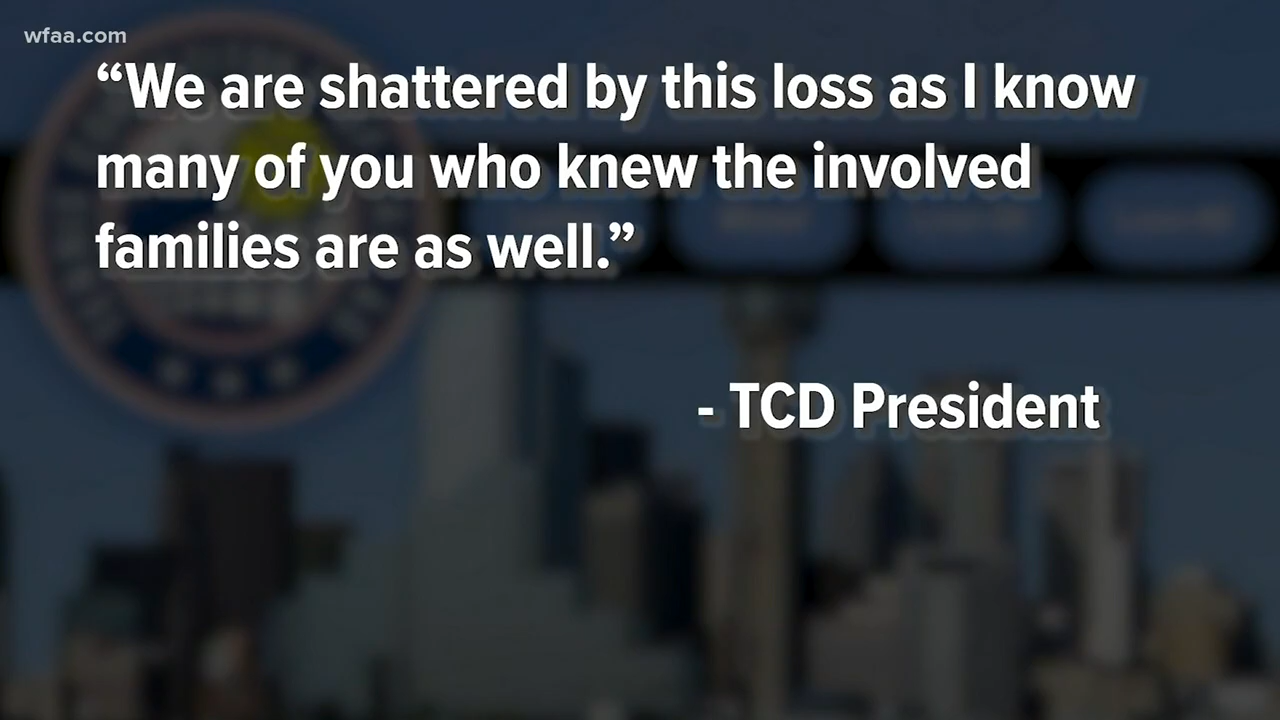 wfaa.com
“We are shattered by this loss as I know
many of you who knew the involved
families are as well.”
- TCD President